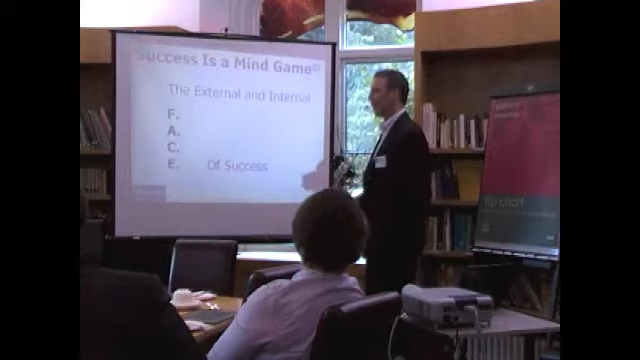 Success Is a Mind Game©
The External and Internal
F.
A.
C.
E. Of Success
flip chart